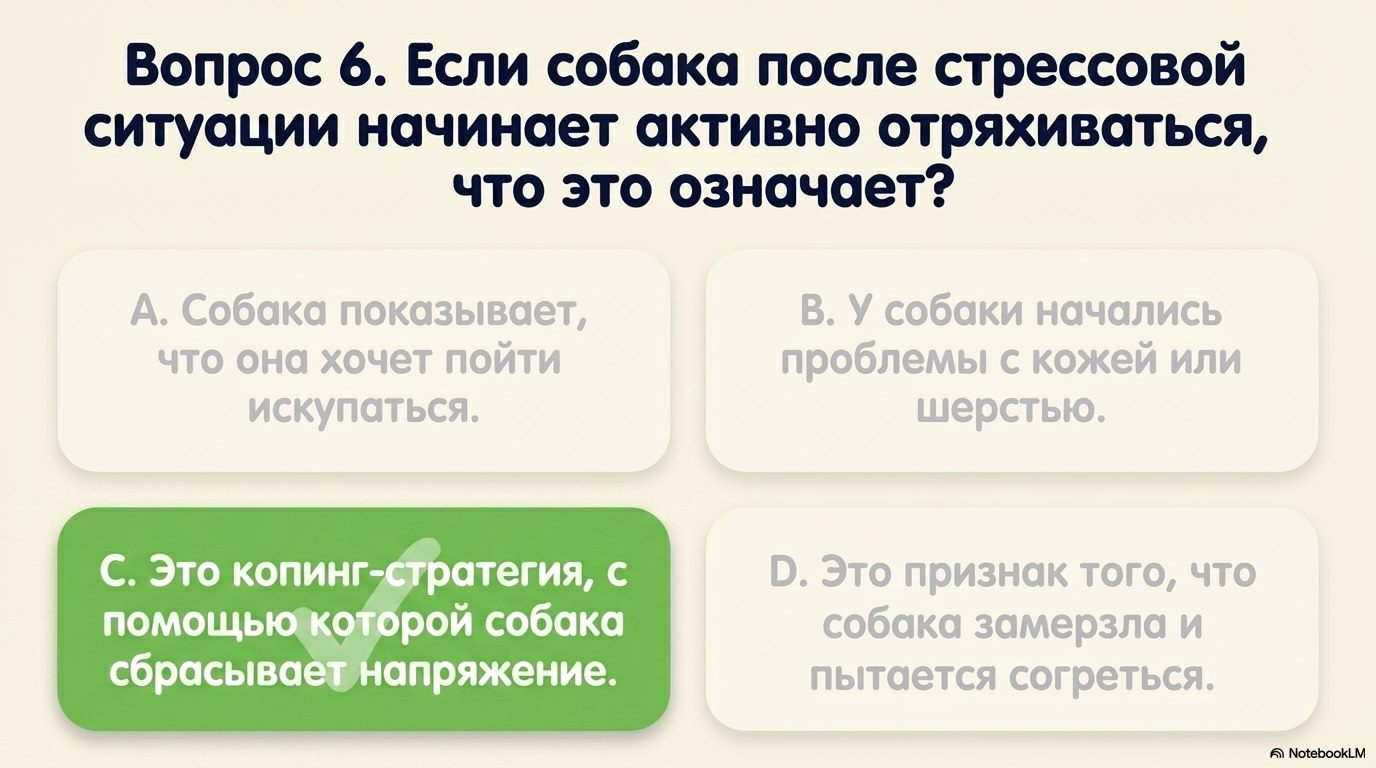 Вопрос 6. Если собака после стрессовой
ситуации начинает активно отряхиваться,
что это означает?
A. Собака показывает,
что она хочет пойти
искупаться.
B. У собаки начались
проблемы с кожей или
шерстью.
C. Это копинг-стратегия, с
помощью которой собака
сбрасывает напряжение.
D. Это признак того, что
собака замерзла и
пытается согреться.
NotebookLM